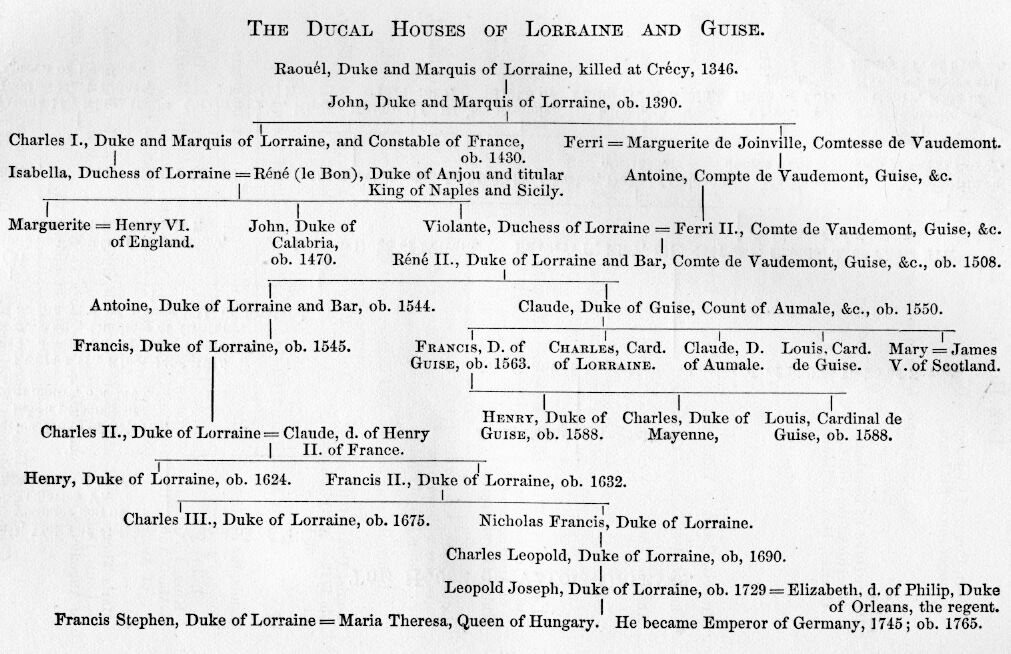 THE DUCAL HOUSES OF LORRAINE AND GUISE.
Raouél, Duke and Marquis of Lorraine, killed at Crécy, 1346.
John, Duke and Marquis of Lorraine, ob. 1390.
Charles I., Duke and Marquis of Lorraine, and Constable of France,
ob. 1430.
Ferri = Marguerite de Joinville, Comtesse de Vaudemont.
Isabella, Duchess of Lorraine = Réné (le Bon), Duke of Anjou and titular
King of Naples and Sicily.
Antoine, Compte de Vaudemont, Guise, &c.
Marguerite = Henry VI.
of England.
John, Duke of
Calabria,
ob. 1470.
Violante, Duchess of Lorraine = Ferri II., Comte de Vaudemont, Guise, &c.
Réné II., Duke of Lorraine and Bar, Comte de Vaudemont, Guise, &c., ob. 1508.
Antoine, Duke of Lorraine and Bar, ob. 1544.
Claude, Duke of Guise, Count of Aumale, &c., ob. 1550.
Francis, Duke of Lorraine, ob. 1545.
FRANCIS, D. of
GUISE, ob. 1563.
CHARLES, Card.
of LORRAINE.
Claude, D.
of Aumale.
Louis, Card.
de Guise.
Mary = James
V. of Scotland.
HENRY, Duke of
GUISE, ob. 1588.
Charles, Duke of
Mayenne,
Louis, Cardinal de
Guise, ob. 1588.
Charles II., Duke of Lorraine = Claude, d. of Henry
II. of France.
Henry, Duke of Lorraine, ob. 1624.
Francis II., Duke of Lorraine, ob. 1632.
Charles III., Duke of Lorraine, ob. 1675.
Nicholas Francis, Duke of Lorraine.
Charles Leopold, Duke of Lorraine, ob, 1690.
Leopold Joseph, Duke of Lorraine, ob. 1729 = Elizabeth, d. of Philip, Duke
of Orleans, the regent.
Francis Stephen, Duke of Lorraine = Maria Theresa, Queen of Hungary. He became Emperor of Germany, 1745; ob. 1765.